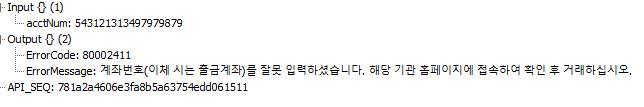 Input {} (1)
acctNum: 543121313497979879
Output {} (2)
ErrorCode: 80002411
ErrorMessage: 계좌번호(이체 시는 출금계좌)를 잘못 입력하셨습니다. 해당 기관 홈페이지에 접속하여 확인 후 거래하십시오.
API_SEQ: 781a2a4606e3fa8b5a63754edd061511